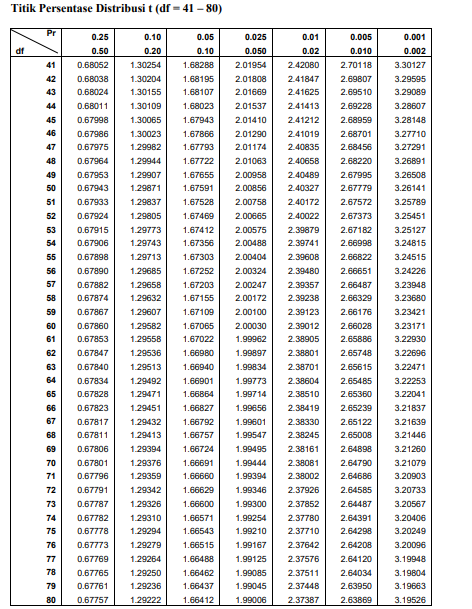 Titik Persentase Distribusi t (df = 41 – 80)
Pr 0.25 0.10 0.05 0.025 0.01 0.005 0.001
df 0.50 0.20 0.10 0.050 0.02 0.010 0.002
41 0.68052 1.30254 1.68288 2.01954 2.42080 2.70118 3.30127
42 0.68038 1.30204 1.68195 2.01808 2.41847 2.69807 3.29595
43 0.68024 1.30155 1.68107 2.01669 2.41625 2.69510 3.29089
44 0.68011 1.30109 1.68023 2.01537 2.41413 2.69228 3.28607
45 0.67998 1.30065 1.67943 2.01410 2.41212 2.68959 3.28148
46 0.67986 1.30023 1.67866 2.01290 2.41019 2.68701 3.27710
47 0.67975 1.29982 1.67793 2.01174 2.40835 2.68456 3.27291
48 0.67964 1.29944 1.67722 2.01063 2.40658 2.68220 3.26891
49 0.67953 1.29907 1.67655 2.00958 2.40489 2.67995 3.26508
50 0.67943 1.29871 1.67591 2.00856 2.40327 2.67779 3.26141
51 0.67933 1.29837 1.67528 2.00758 2.40172 2.67572 3.25789
52 0.67924 1.29805 1.67469 2.00665 2.40022 2.67373 3.25451
53 0.67915 1.29773 1.67412 2.00575 2.39879 2.67182 3.25127
54 0.67906 1.29743 1.67356 2.00488 2.39741 2.66998 3.24815
55 0.67898 1.29713 1.67303 2.00404 2.39608 2.66822 3.24515
56 0.67890 1.29685 1.67252 2.00324 2.39480 2.66651 3.24226
57 0.67882 1.29658 1.67203 2.00247 2.39357 2.66487 3.23948
58 0.67874 1.29632 1.67155 2.00172 2.39238 2.66329 3.23680
59 0.67867 1.29607 1.67109 2.00100 2.39123 2.66176 3.23421
60 0.67860 1.29582 1.67065 2.00030 2.39012 2.66028 3.23171
61 0.67853 1.29558 1.67022 1.99962 2.38905 2.65886 3.22930
62 0.67847 1.29536 1.66980 1.99897 2.38801 2.65748 3.22696
63 0.67840 1.29513 1.66940 1.99834 2.38701 2.65615 3.22471
64 0.67834 1.29492 1.66901 1.99773 2.38604 2.65485 3.22253
65 0.67828 1.29471 1.66864 1.99714 2.38510 2.65360 3.22041
66 0.67823 1.29451 1.66827 1.99656 2.38419 2.65239 3.21837
67 0.67817 1.29432 1.66792 1.99601 2.38330 2.65122 3.21639
68 0.67811 1.29413 1.66757 1.99547 2.38245 2.65008 3.21446
69 0.67806 1.29394 1.66724 1.99495 2.38161 2.64898 3.21260
70 0.67801 1.29376 1.66691 1.99444 2.38081 2.64790 3.21079
71 0.67796 1.29359 1.66660 1.99394 2.38002 2.64686 3.20903
72 0.67791 1.29342 1.66629 1.99346 2.37926 2.64585 3.20733
73 0.67787 1.29326 1.66600 1.99300 2.37852 2.64487 3.20567
74 0.67782 1.29310 1.66571 1.99254 2.37780 2.64391 3.20406
75 0.67778 1.29294 1.66543 1.99210 2.37710 2.64298 3.20249
76 0.67773 1.29279 1.66515 1.99167 2.37642 2.64208 3.20096
77 0.67769 1.29264 1.66488 1.99125 2.37576 2.64120 3.19948
78 0.67765 1.29250 1.66462 1.99085 2.37511 2.64034 3.19804
79 0.67761 1.29236 1.66437 1.99045 2.37448 2.63950 3.19663
80 0.67757 1.29222 1.66412 1.99006 2.37387 2.63869 3.19526